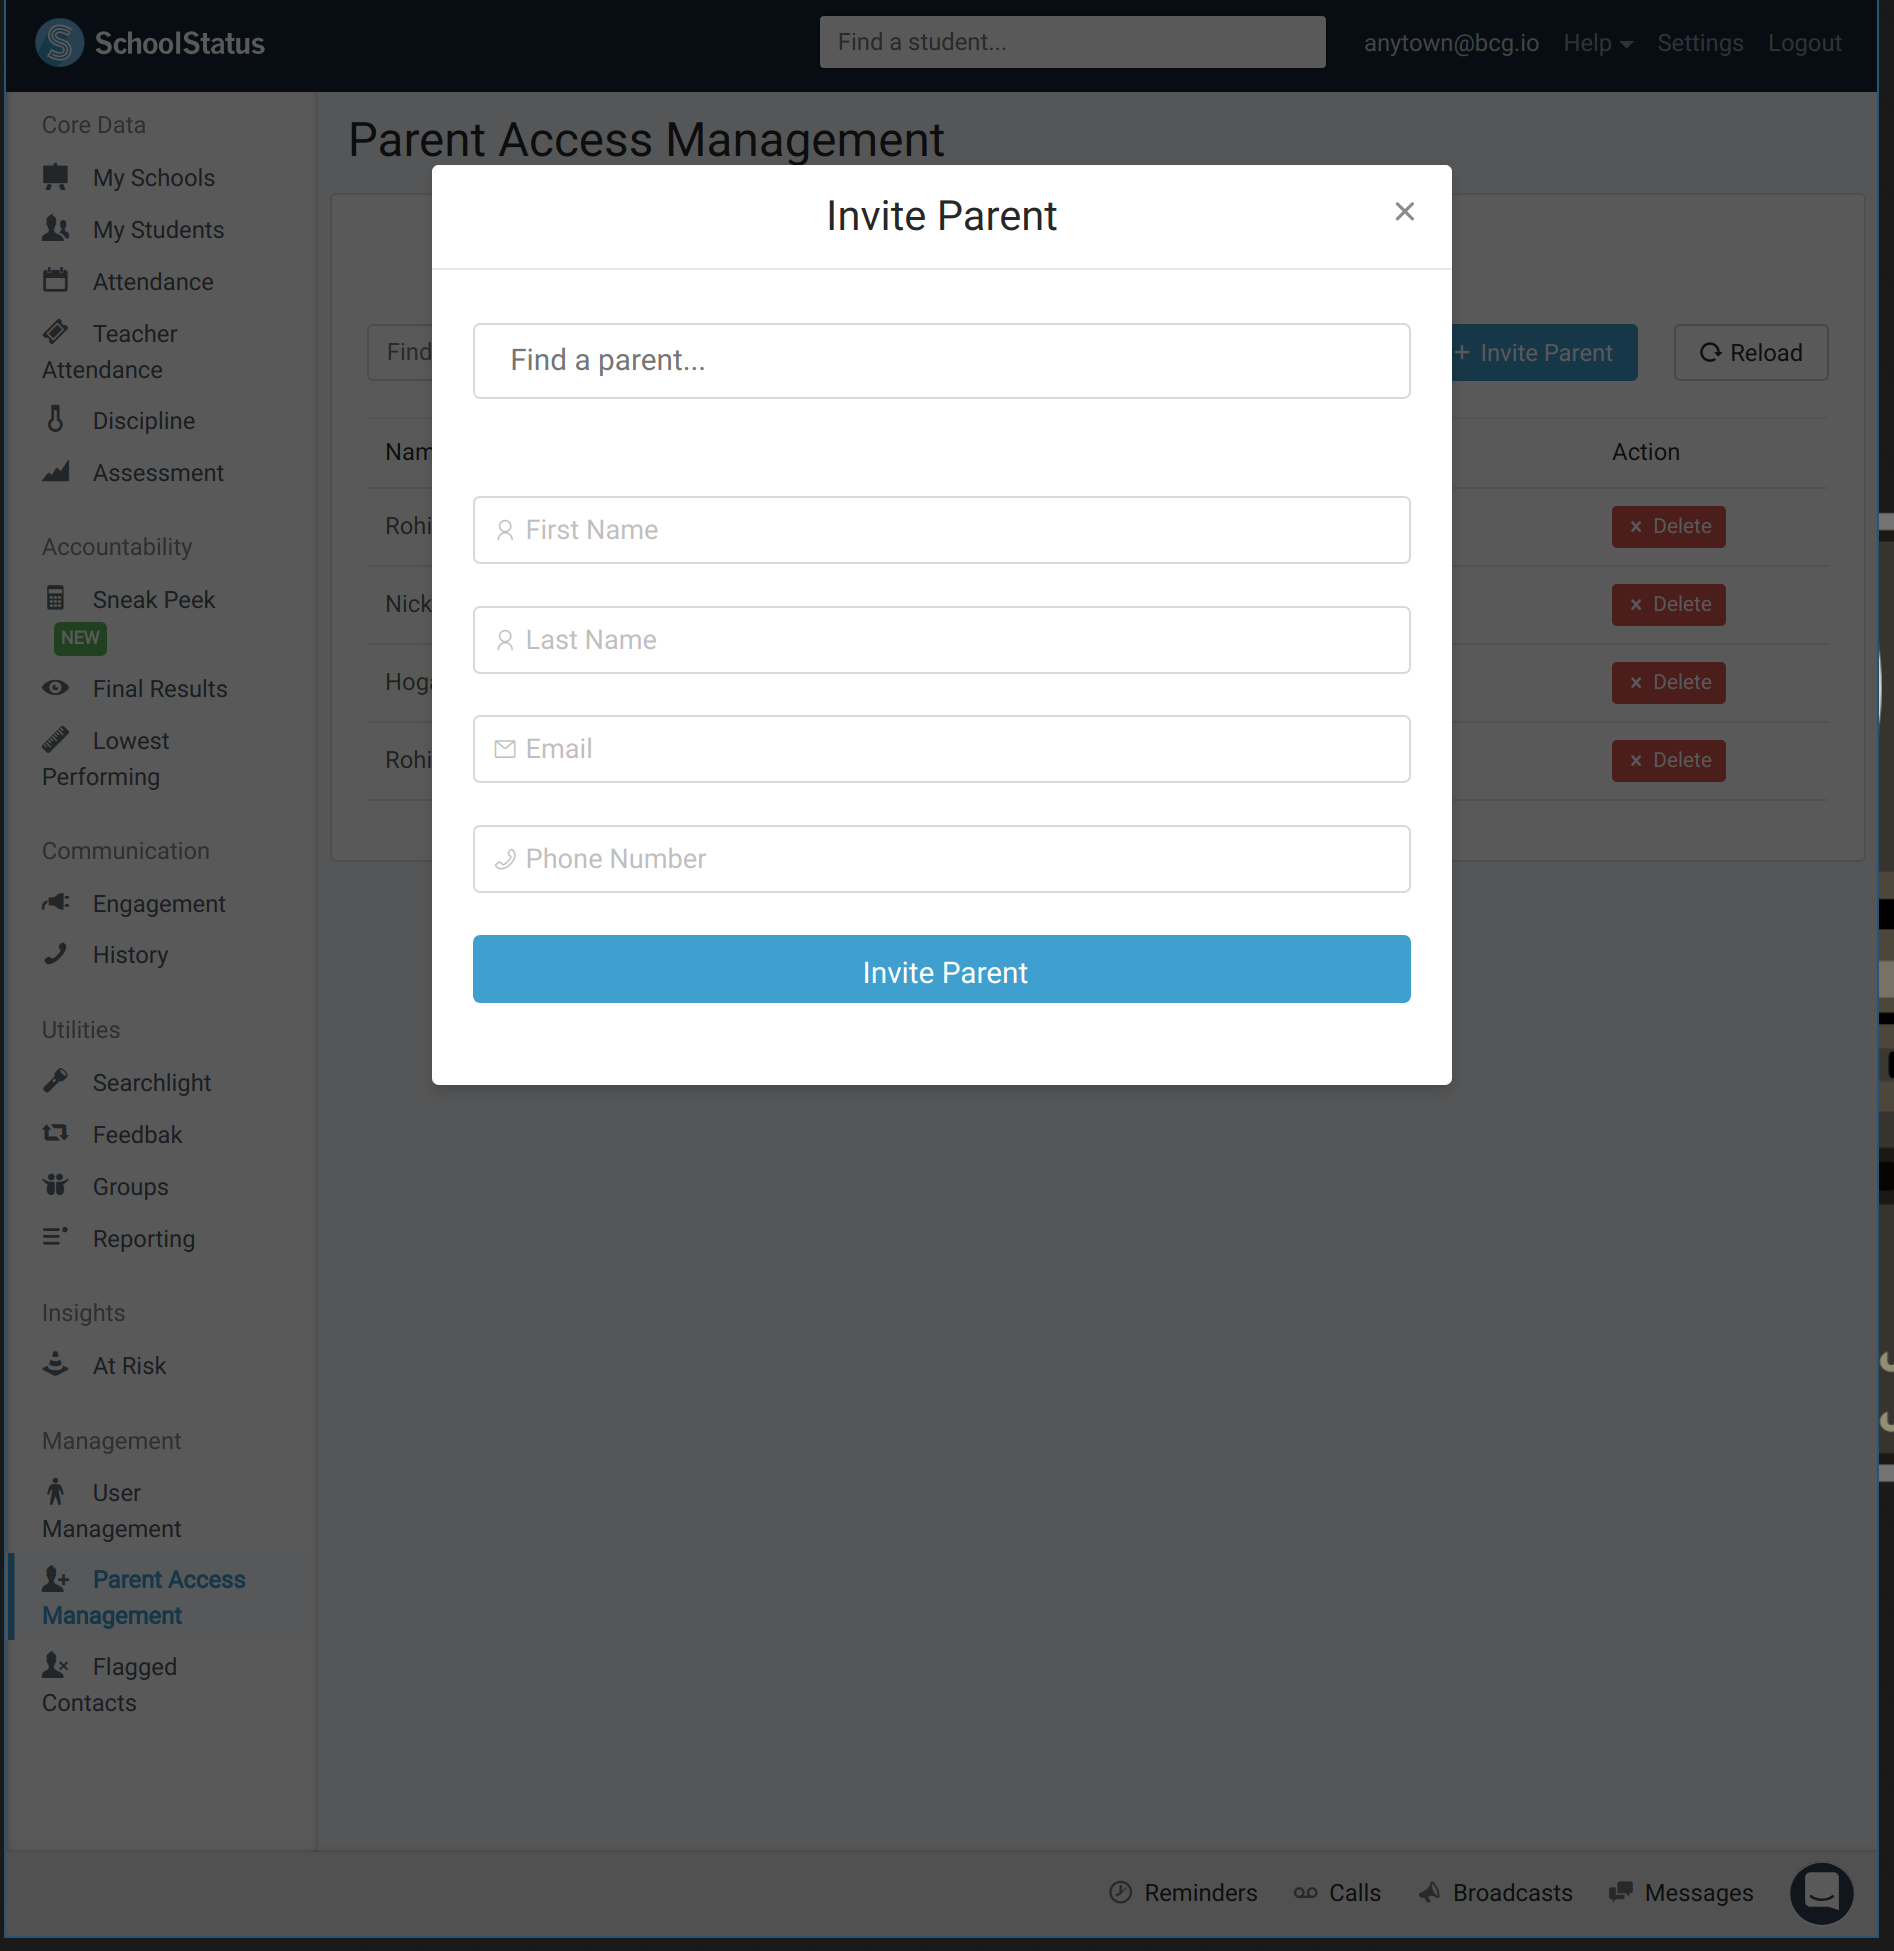 SchoolStatus
Find a student...
anytown@bcg.io Help Settings Logout
Core Data
My Schools
My Students
Attendance
Teacher
Attendance
Discipline
Assessment
Accountability
Sneak Peek
NEW
Final Results
Lowest
Performing
Communication
Engagement
History
Utilities
Searchlight
Feedbak
Groups
Reporting
Insights
At Risk
Management
User
Management
Parent Access
Management
Flagged
Contacts
Parent Access Management
Find
+ Invite Parent
Reload
Nam
Action
Rohi
× Delete
Nick
× Delete
Hoga
× Delete
Rohi
× Delete
Invite Parent
×
Find a parent...
First Name
Last Name
Email
Phone Number
Invite Parent
Reminders Calls Broadcasts Messages